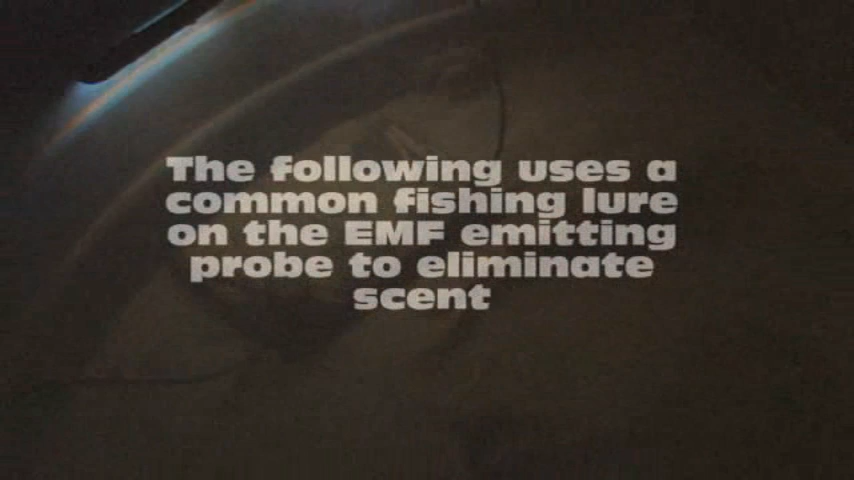 The following uses a
common fishing lure
on the EMF emitting
probe to eliminate
scent